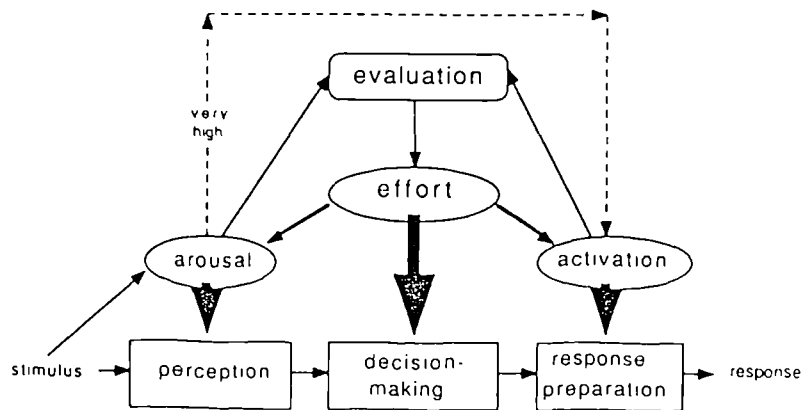 evaluation
very
high
effort
arousal
activation
stimulus
perception
decision-
making
response
preparation
response